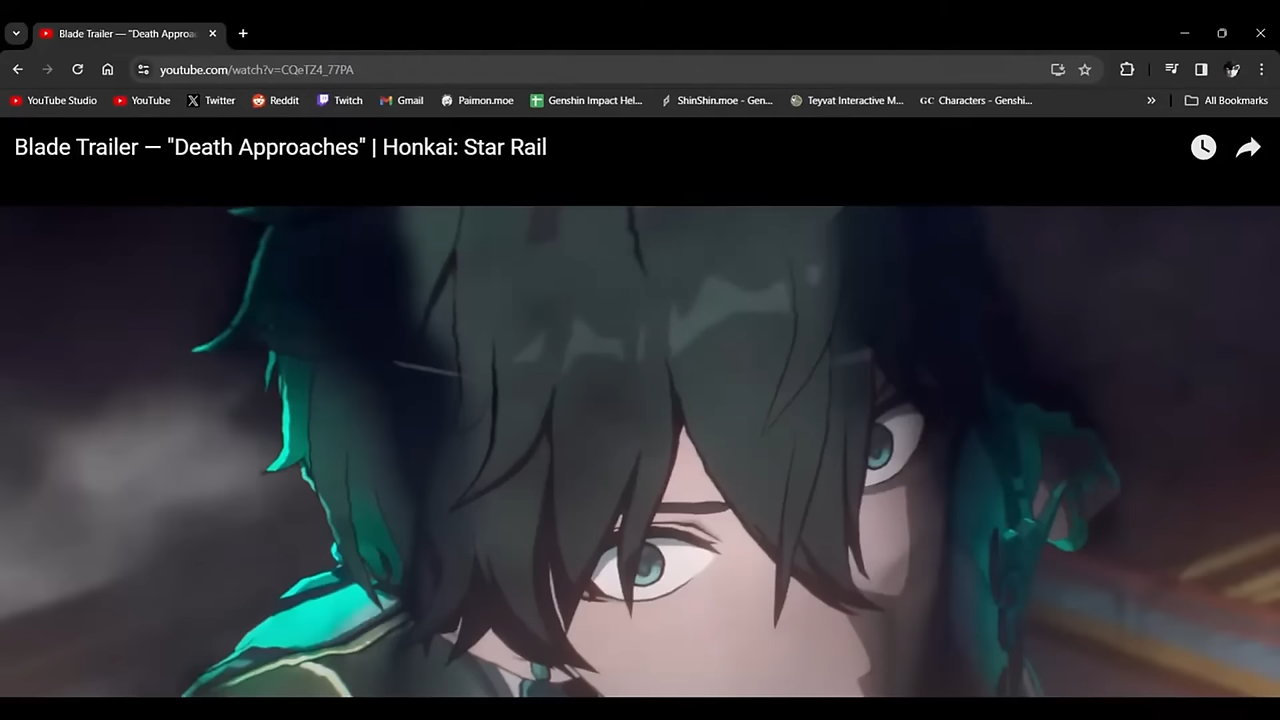 Blade Trailer — "Death Approa
youtube.com/watch?v=CQeTZ4_77PA
YouTube Studio YouTube Twitter Reddit Twitch Gmail Paimon.moe Genshin Impact Hel... ShinShin.moe - Gen... Teyvat Interactive M... GC Characters - Genshi... All Bookmarks
Blade Trailer — "Death Approaches" | Honkai: Star Rail